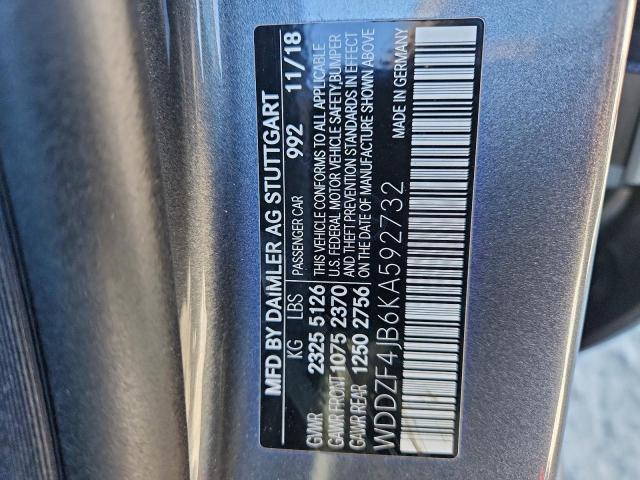 MFD BY DAIMLER AG STUTTGART
KG LBS PASSENGER CAR 992 11/18
GVWR 2325 5126 THIS VEHICLE CONFORMS TO ALL APPLICABLE
GAWR FRONT 1075 2370 U.S. FEDERAL MOTOR VEHICLE SAFETY,BUMPER
GAWR REAR 1250 2756 AND THEFT PREVENTION STANDARDS IN EFFECT
ON THE DATE OF MANUFACTURE SHOWN ABOVE
WDDZF4JB6KA592732 MADE IN GERMANY